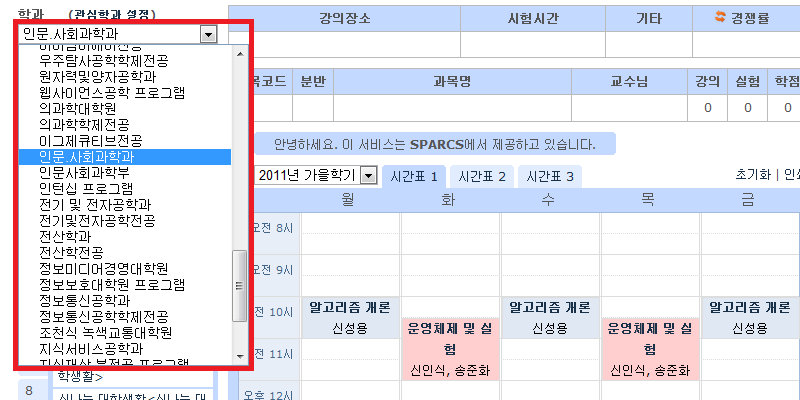 학과 (관심학과 설정)
인문.사회과학과
우주탐사공학학제전공
원자력및양자공학과
웹사이언스공학 프로그램
의과학대학원
의과학학제전공
이그제큐티브전공
인문.사회과학과
인문사회과학부
인턴십 프로그램
전기 및 전자공학과
전기및전자공학전공
전산학과
전산학전공
정보미디어경영대학원
정보보호대학원 프로그램
정보통신공학과
정보통신공학학제전공
조천식 녹색교통대학원
지식서비스공학과
지식재산 부전공 프로그램
8
학생활>
강의장소 시험시간 기타 경쟁률
목코드 분반 과목명 교수님 강의 실험 학점
0 0 0
안녕하세요. 이 서비스는 SPARCS에서 제공하고 있습니다.
2011년 가을학기 시간표 1 시간표 2 시간표 3 초기화 |
월 화 수 목 금
오전 8시
오전 9시
오전 10시
알고리즘 개론 알고리즘 개론 알고리즘 개론
신성용 신성용 신성용
운영체제 및 실 운영체제 및 실
험 험
오전 11시
신인식, 송준화 신인식, 송준화
오후 12시